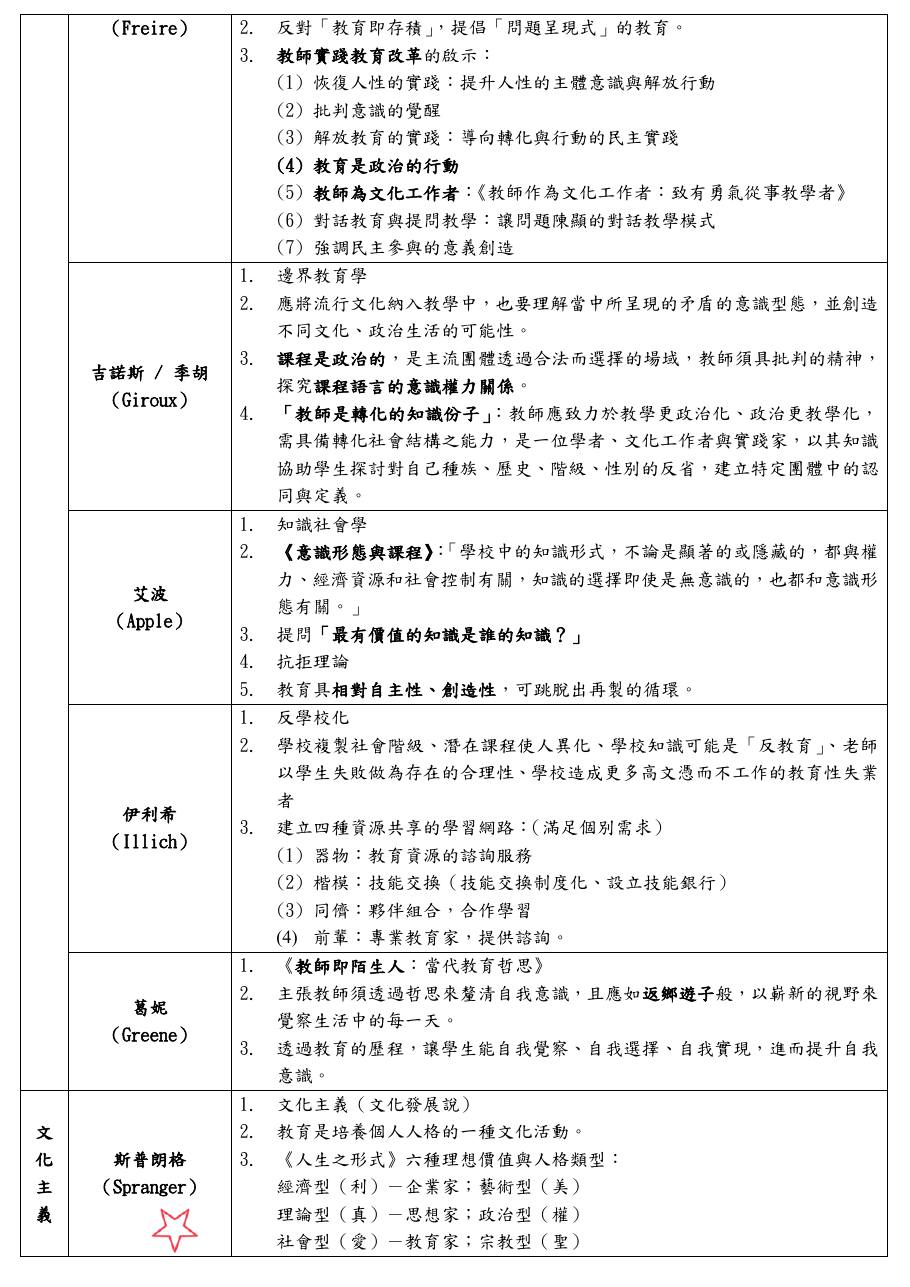 （Freire）
2. 反對「教育即存積」，提倡「問題呈現式」的教育。
3. 教師實踐教育改革的啟示：
(1) 恢復人性的實踐：提升人性的主體意識與解放行動
(2) 批判意識的覺醒
(3) 解放教育的實踐：導向轉化與行動的民主實踐
(4) 教育是政治的行動
(5) 教師為文化工作者：《教師作為文化工作者：致有勇氣從事教學者》
(6) 對話教育與提問教學：讓問題陳顯的對話教學模式
(7) 強調民主參與的意義創造
吉諾斯 / 季胡
（Giroux）
1. 邊界教育學
2. 應將流行文化納入教學中，也要理解當中所呈現的矛盾的意識型態，並創造
不同文化、政治生活的可能性。
3. 課程是政治的，是主流團體透過合法而選擇的場域，教師須具批判的精神，
探究課程語言的意識權力關係。
4. 「教師是轉化的知識份子」：教師應致力於教學更政治化、政治更教學化，
需具備轉化社會結構之能力，是一位學者、文化工作者與實踐家，以其知識
協助學生探討對自己種族、歷史、階級、性別的反省，建立特定團體中的認
同與定義。
艾波
（Apple）
1. 知識社會學
2. 《意識形態與課程》：「學校中的知識形式，不論是顯著的或隱藏的，都與權
力、經濟資源和社會控制有關，知識的選擇即使是無意識的，也都和意識形
態有關。」
3. 提問「最有價值的知識是誰的知識？」
4. 抗拒理論
5. 教育具相對自主性、創造性，可跳脫出再製的循環。
伊利希
（Illich）
1. 反學校化
2. 學校複製社會階級、潛在課程使人異化、學校知識可能是「反教育」、老師
以學生失敗做為存在的合理性、學校造成更多高文憑而不工作的教育性失業
者
3. 建立四種資源共享的學習網路：（滿足個別需求）
(1) 器物：教育資源的諮詢服務
(2) 楷模：技能交換（技能交換制度化、設立技能銀行）
(3) 同儕：夥伴組合，合作學習
(4) 前輩：專業教育家，提供諮詢。
葛妮
（Greene）
1. 《教師即陌生人：當代教育哲思》
2. 主張教師須透過哲思來釐清自我意識，且應如返鄉遊子般，以嶄新的視野來
覺察生活中的每一天。
3. 透過教育的歷程，讓學生能自我覺察、自我選擇、自我實現，進而提升自我
意識。
文化主義
斯普朗格
（Spranger）
1. 文化主義（文化發展說）
2. 教育是培養個人人格的一種文化活動。
3. 《人生之形式》六種理想價值與人格類型：
經濟型（利）－企業家；藝術型（美）
理論型（真）－思想家；政治型（權）
社會型（愛）－教育家；宗教型（聖）